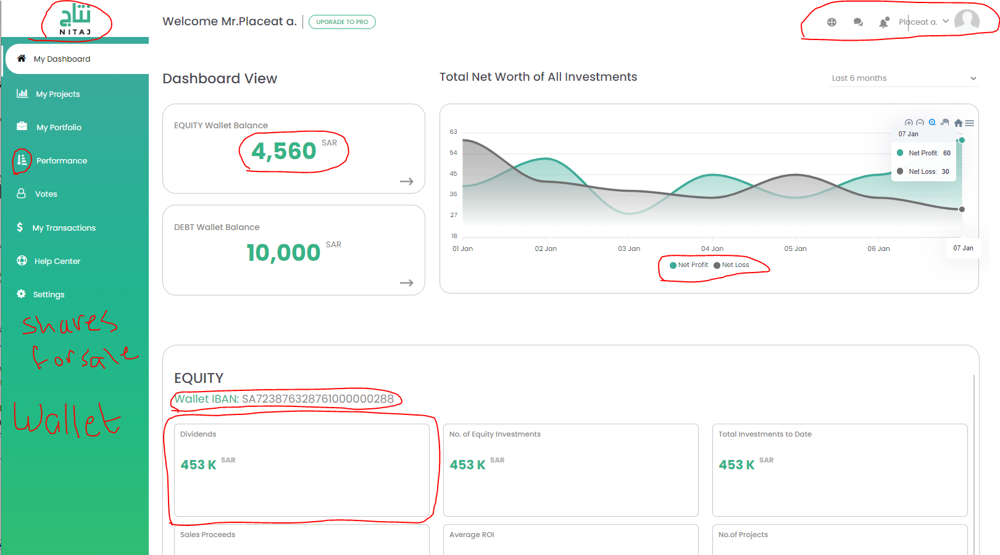 نتاج
NITAJ
Welcome Mr.Placeat a.
UPGRADE TO PRO
Placeat a.
My Dashboard
My Projects
My Portfolio
Performance
Votes
My Transactions
Help Center
Settings
shares
for sale
Wallet
Dashboard View
EQUITY Wallet Balance
4,560 SAR
DEBT Wallet Balance
10,000 SAR
Total Net Worth of All Investments
Last 6 months
07 Jan
Net Profit: 60
Net Loss: 30
63
54
45
36
27
18
01 Jan 02 Jan 03 Jan 04 Jan 05 Jan 06 Jan 07 Jan
Net Profit Net Loss
EQUITY
Wallet IBAN: SA7238763287610000000288
Dividends
453 K SAR
No. of Equity Investments
453 K SAR
Total Investments to Date
453 K SAR
Sales Proceeds
Average ROI
No.of Projects